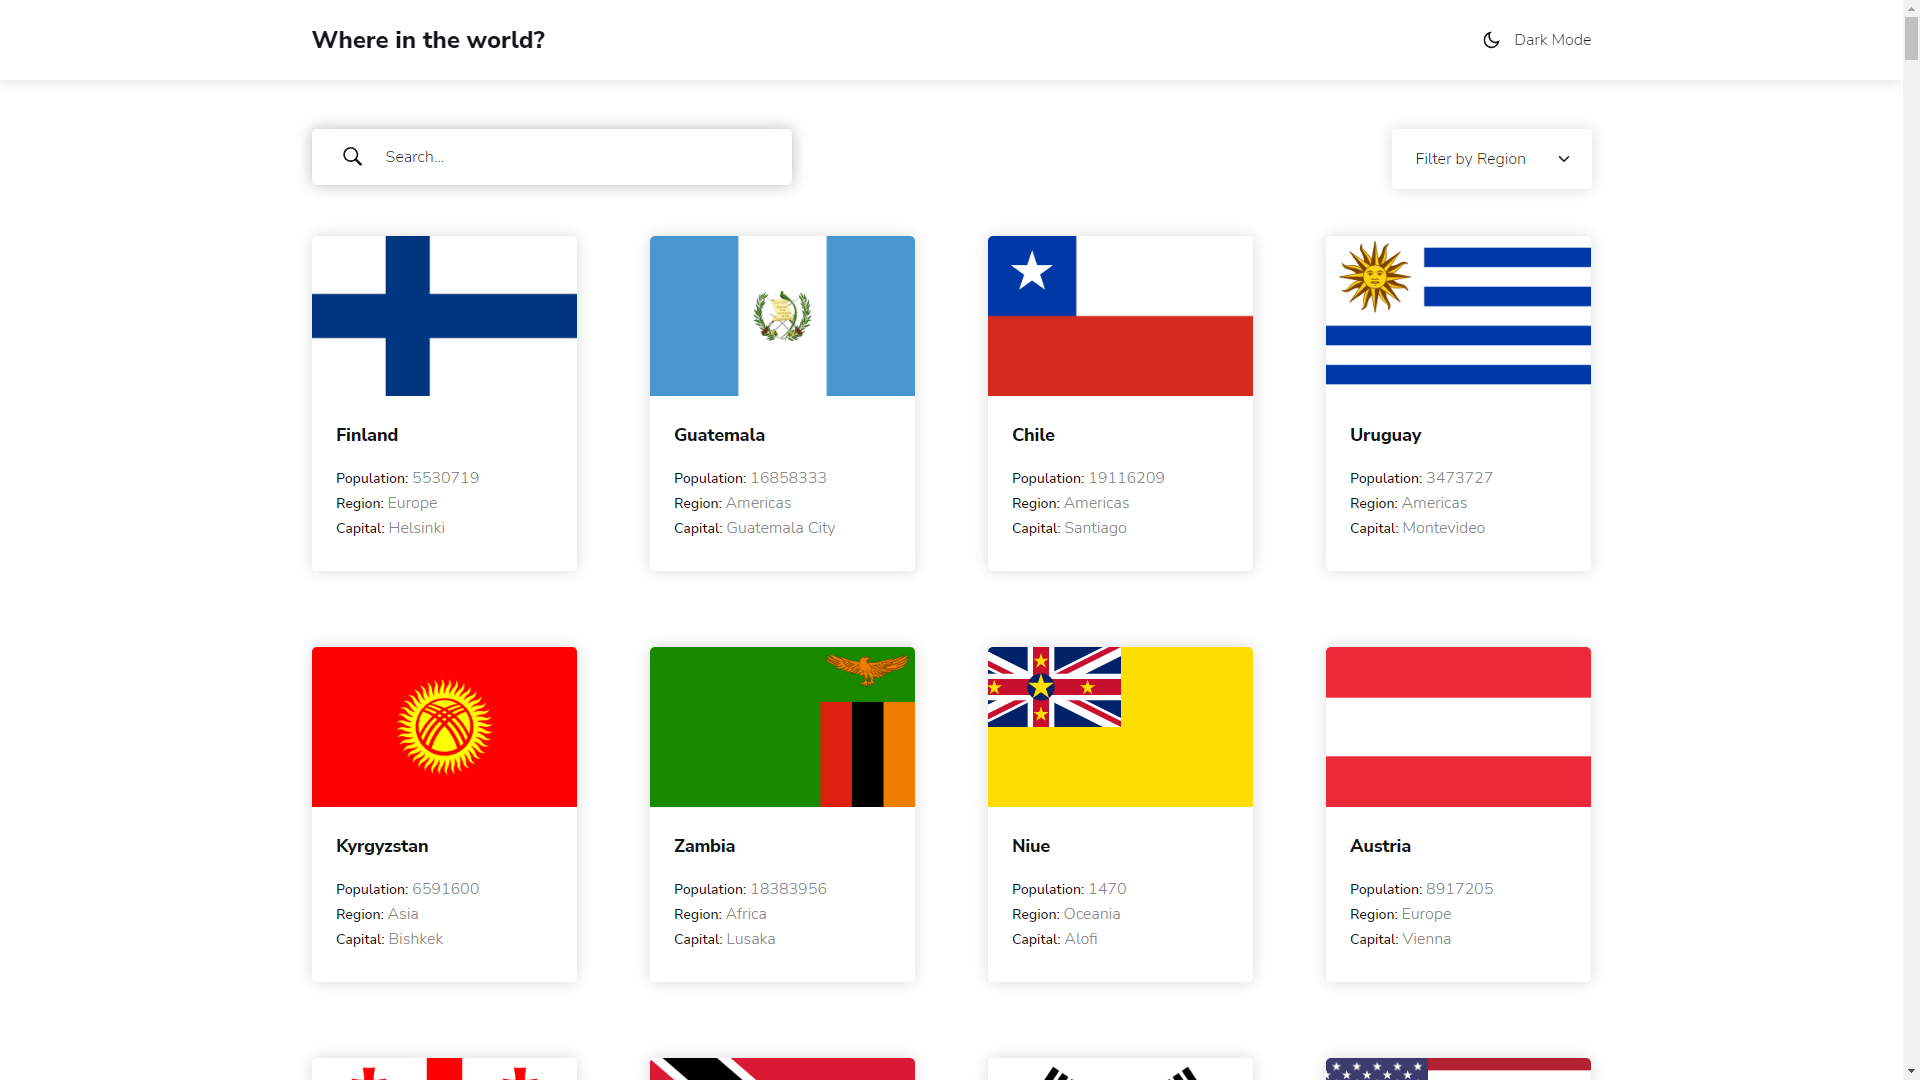 Where in the world?
Dark Mode
Search...
Filter by Region
Finland
Population: 5530719
Region: Europe
Capital: Helsinki
Guatemala
Population: 16858333
Region: Americas
Capital: Guatemala City
Chile
Population: 19116209
Region: Americas
Capital: Santiago
Uruguay
Population: 3473727
Region: Americas
Capital: Montevideo
Kyrgyzstan
Population: 6591600
Region: Asia
Capital: Bishkek
Zambia
Population: 18383956
Region: Africa
Capital: Lusaka
Niue
Population: 1470
Region: Oceania
Capital: Alofi
Austria
Population: 8917205
Region: Europe
Capital: Vienna